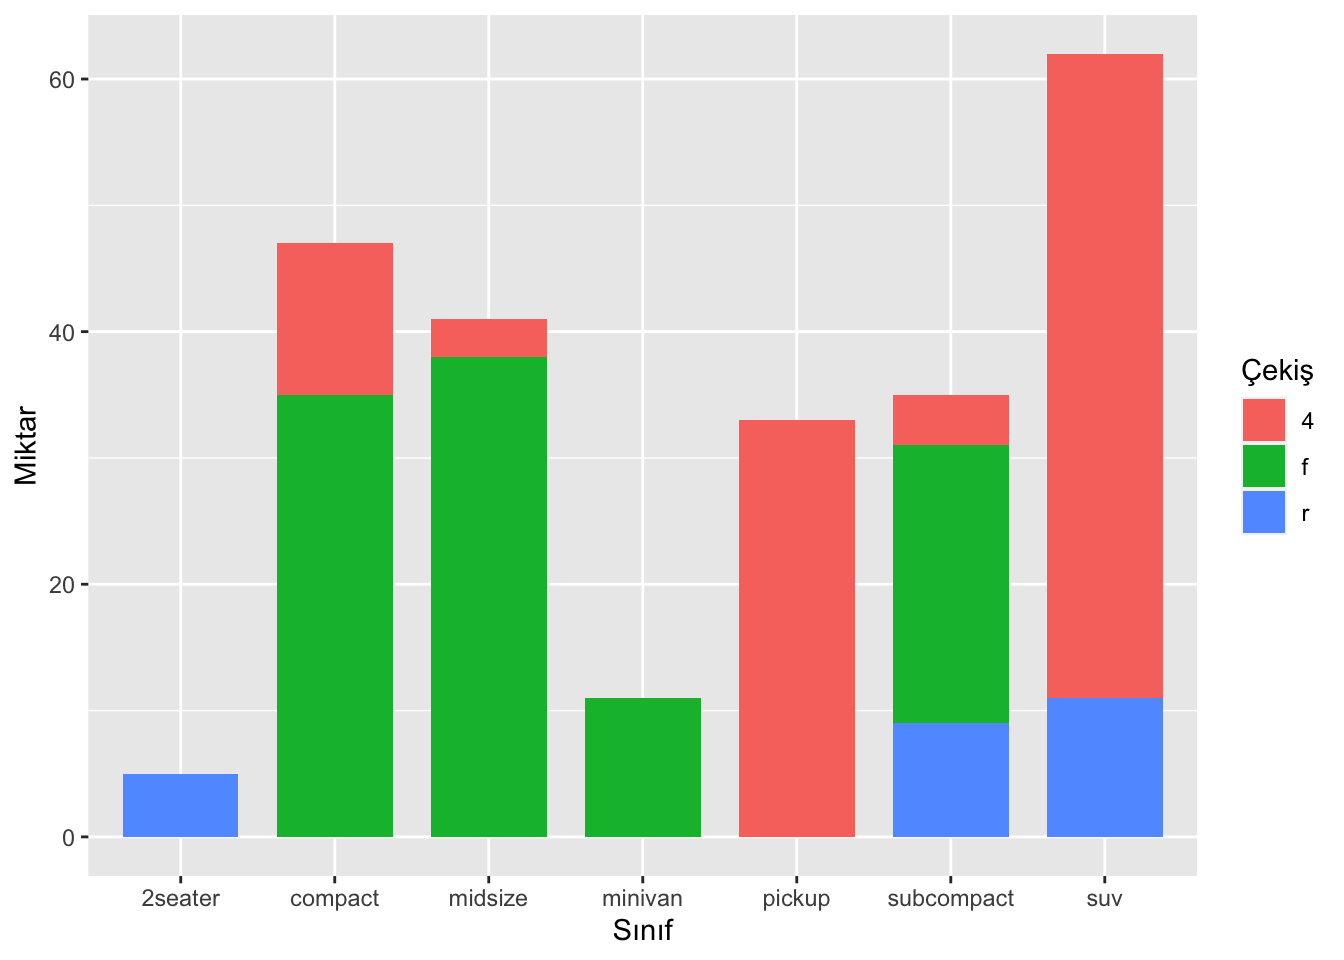 60
40
20
0
Miktar
2seater compact midsize minivan pickup subcompact suv
Sınıf
Çekiş
4
f
r